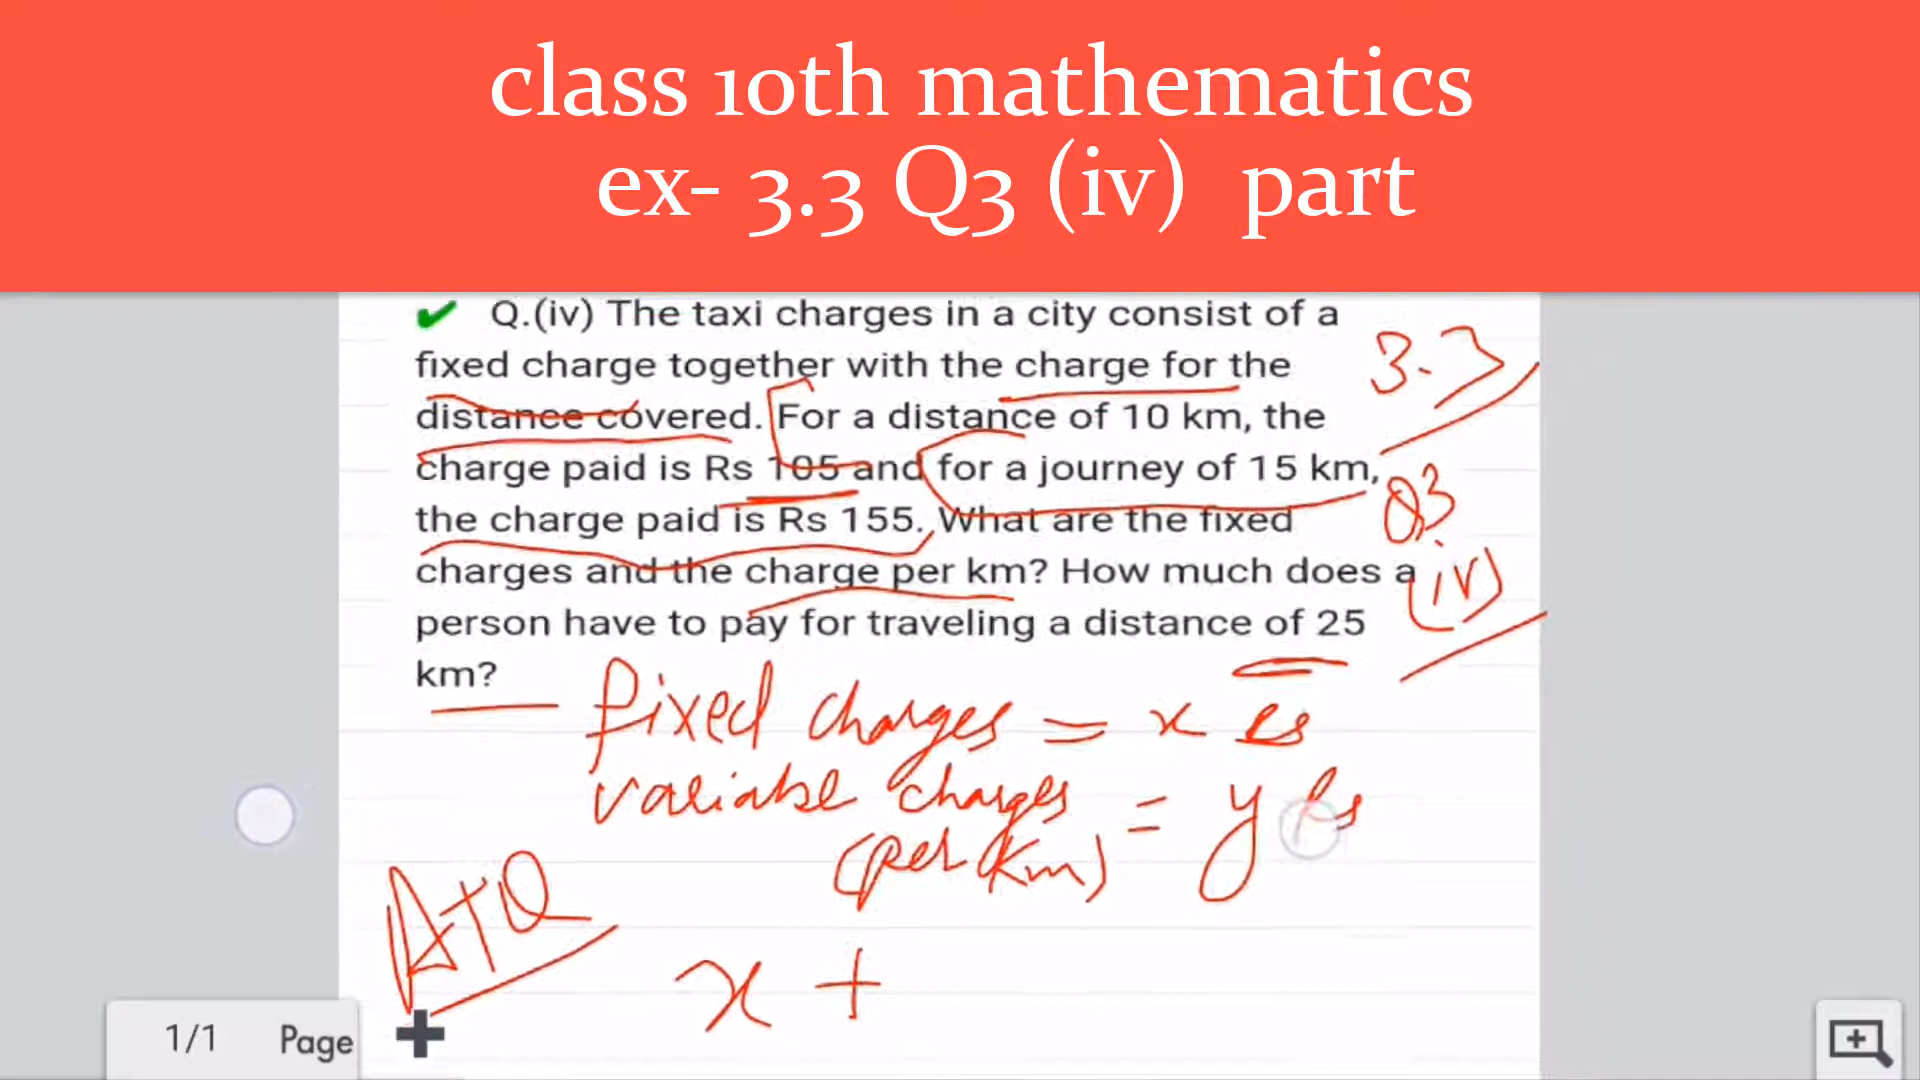 class 10th mathematics
ex- 3.3 Q3 (iv) part
✔ Q.(iv) The taxi charges in a city consist of a
fixed charge together with the charge for the
distance covered. For a distance of 10 km, the
charge paid is Rs 105 and for a journey of 15 km,
the charge paid is Rs 155. What are the fixed
charges and the charge per km? How much does a
person have to pay for traveling a distance of 25
km?
3.3
Q3
(iv)
fixed charges = x Rs
variable charges = y Rs
(per Km)
ATQ
x +
1/1 Page